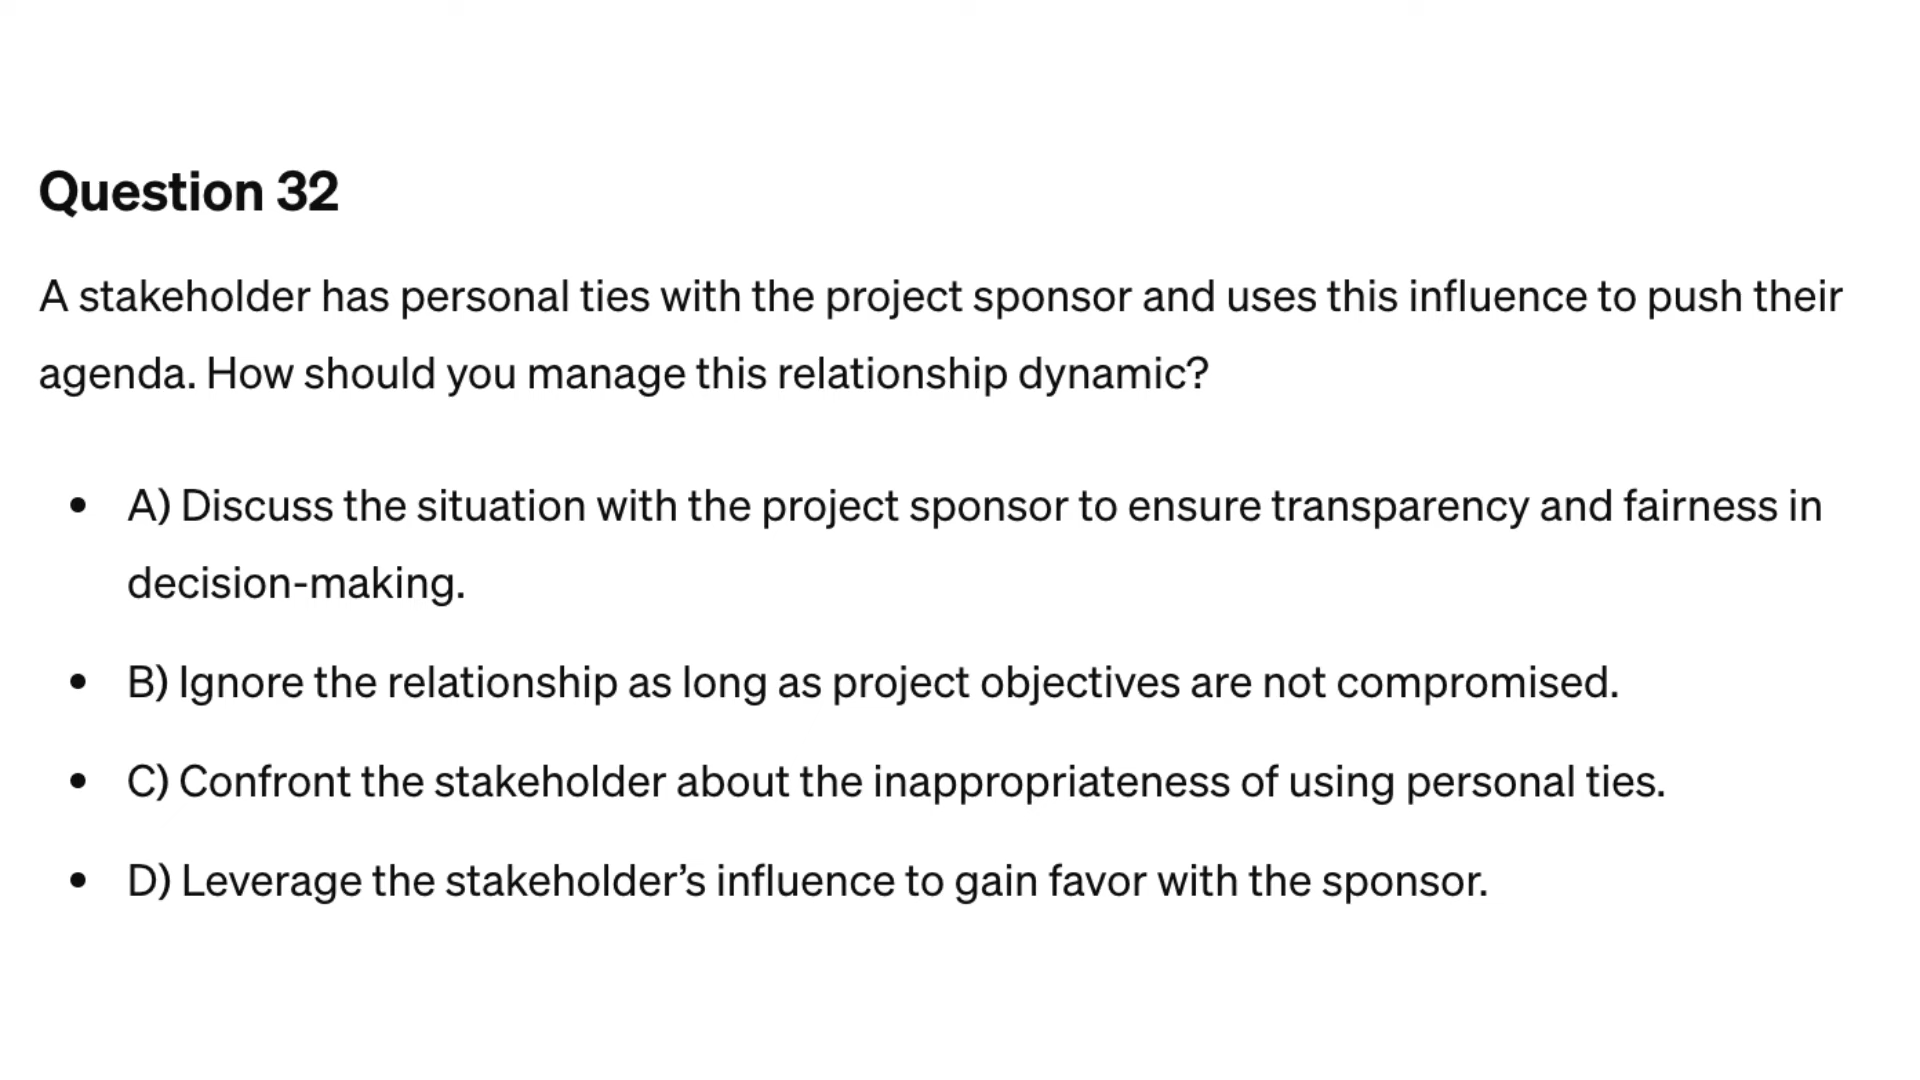 Question 32
A stakeholder has personal ties with the project sponsor and uses this influence to push their
agenda. How should you manage this relationship dynamic?
• A) Discuss the situation with the project sponsor to ensure transparency and fairness in
decision-making.
• B) Ignore the relationship as long as project objectives are not compromised.
• C) Confront the stakeholder about the inappropriateness of using personal ties.
• D) Leverage the stakeholder’s influence to gain favor with the sponsor.